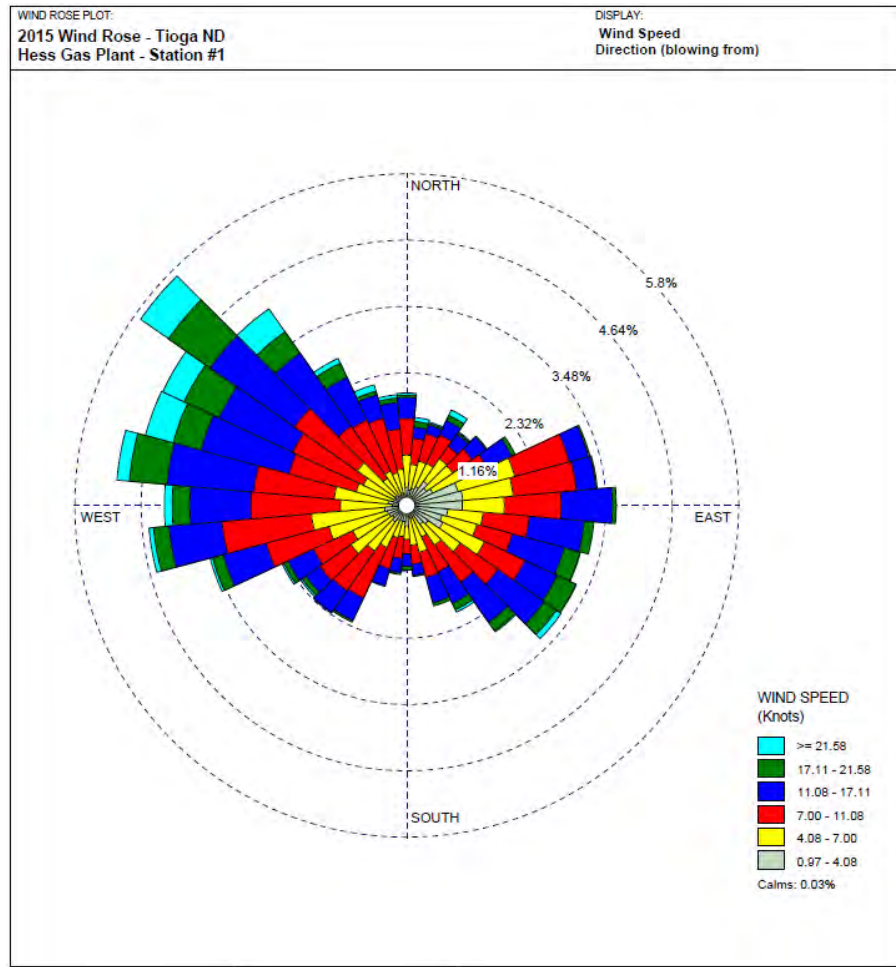 WIND ROSE PLOT:
2015 Wind Rose - Tioga ND
Hess Gas Plant - Station #1
DISPLAY:
Wind Speed
Direction (blowing from)
NORTH
5.8%
4.64%
3.48%
2.32%
1.16%
WEST
EAST
SOUTH
WIND SPEED
(Knots)
>= 21.58
17.11 - 21.58
11.08 - 17.11
7.00 - 11.08
4.08 - 7.00
0.97 - 4.08
Calms: 0.03%